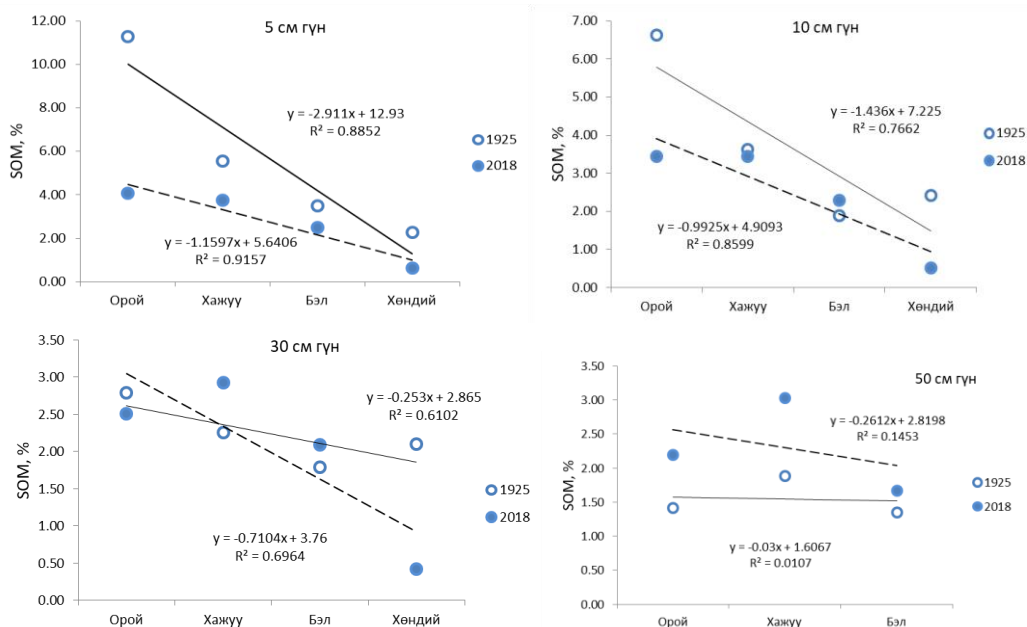 5 см гүн
SOM, %
12.00
10.00
8.00
6.00
4.00
2.00
0.00
y = -2.911x + 12.93
R² = 0.8852
y = -1.1597x + 5.6406
R² = 0.9157
Орой Хажуу Бэл Хөндий
1925
2018
10 см гүн
SOM, %
7.00
6.00
5.00
4.00
3.00
2.00
1.00
0.00
y = -1.436x + 7.225
R² = 0.7662
y = -0.9925x + 4.9093
R² = 0.8599
Орой Хажуу Бэл Хөндий
1925
2018
30 см гүн
SOM, %
3.50
3.00
2.50
2.00
1.50
1.00
0.50
0.00
y = -0.253x + 2.865
R² = 0.6102
y = -0.7104x + 3.76
R² = 0.6964
Орой Хажуу Бэл Хөндий
1925
2018
50 см гүн
SOM, %
3.50
3.00
2.50
2.00
1.50
1.00
0.50
0.00
y = -0.2612x + 2.8198
R² = 0.1453
y = -0.03x + 1.6067
R² = 0.0107
Орой Хажуу Бэл
1925
2018